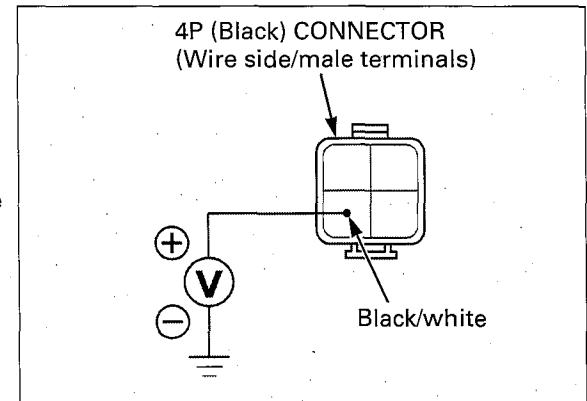 4P (Black) CONNECTOR
(Wire side/male terminals)
+
V
−
Black/white